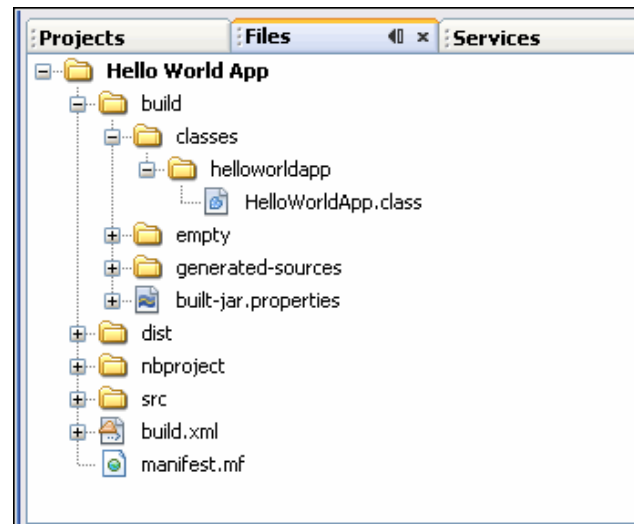 Projects Files Services
Hello World App
build
classes
helloworldapp
HelloWorldApp.class
empty
generated-sources
built-jar.properties
dist
nbproject
src
build.xml
manifest.mf